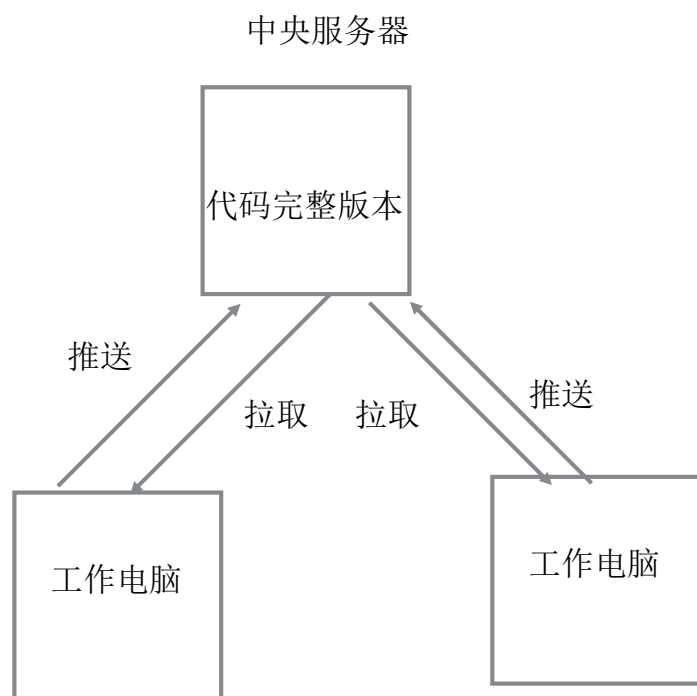 中央服务器
代码完整版本
推送
拉取
拉取
推送
工作电脑
工作电脑